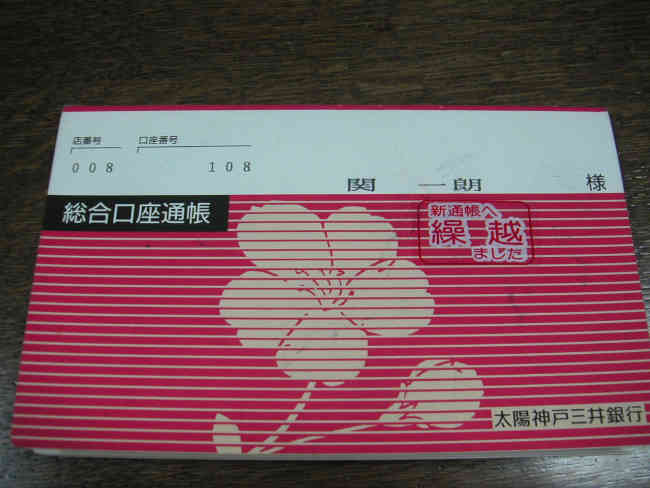 店番号 口座番号
008 108
関 一朗 様
総合口座通帳
新通帳へ
繰越
ました
太陽神戸三井銀行